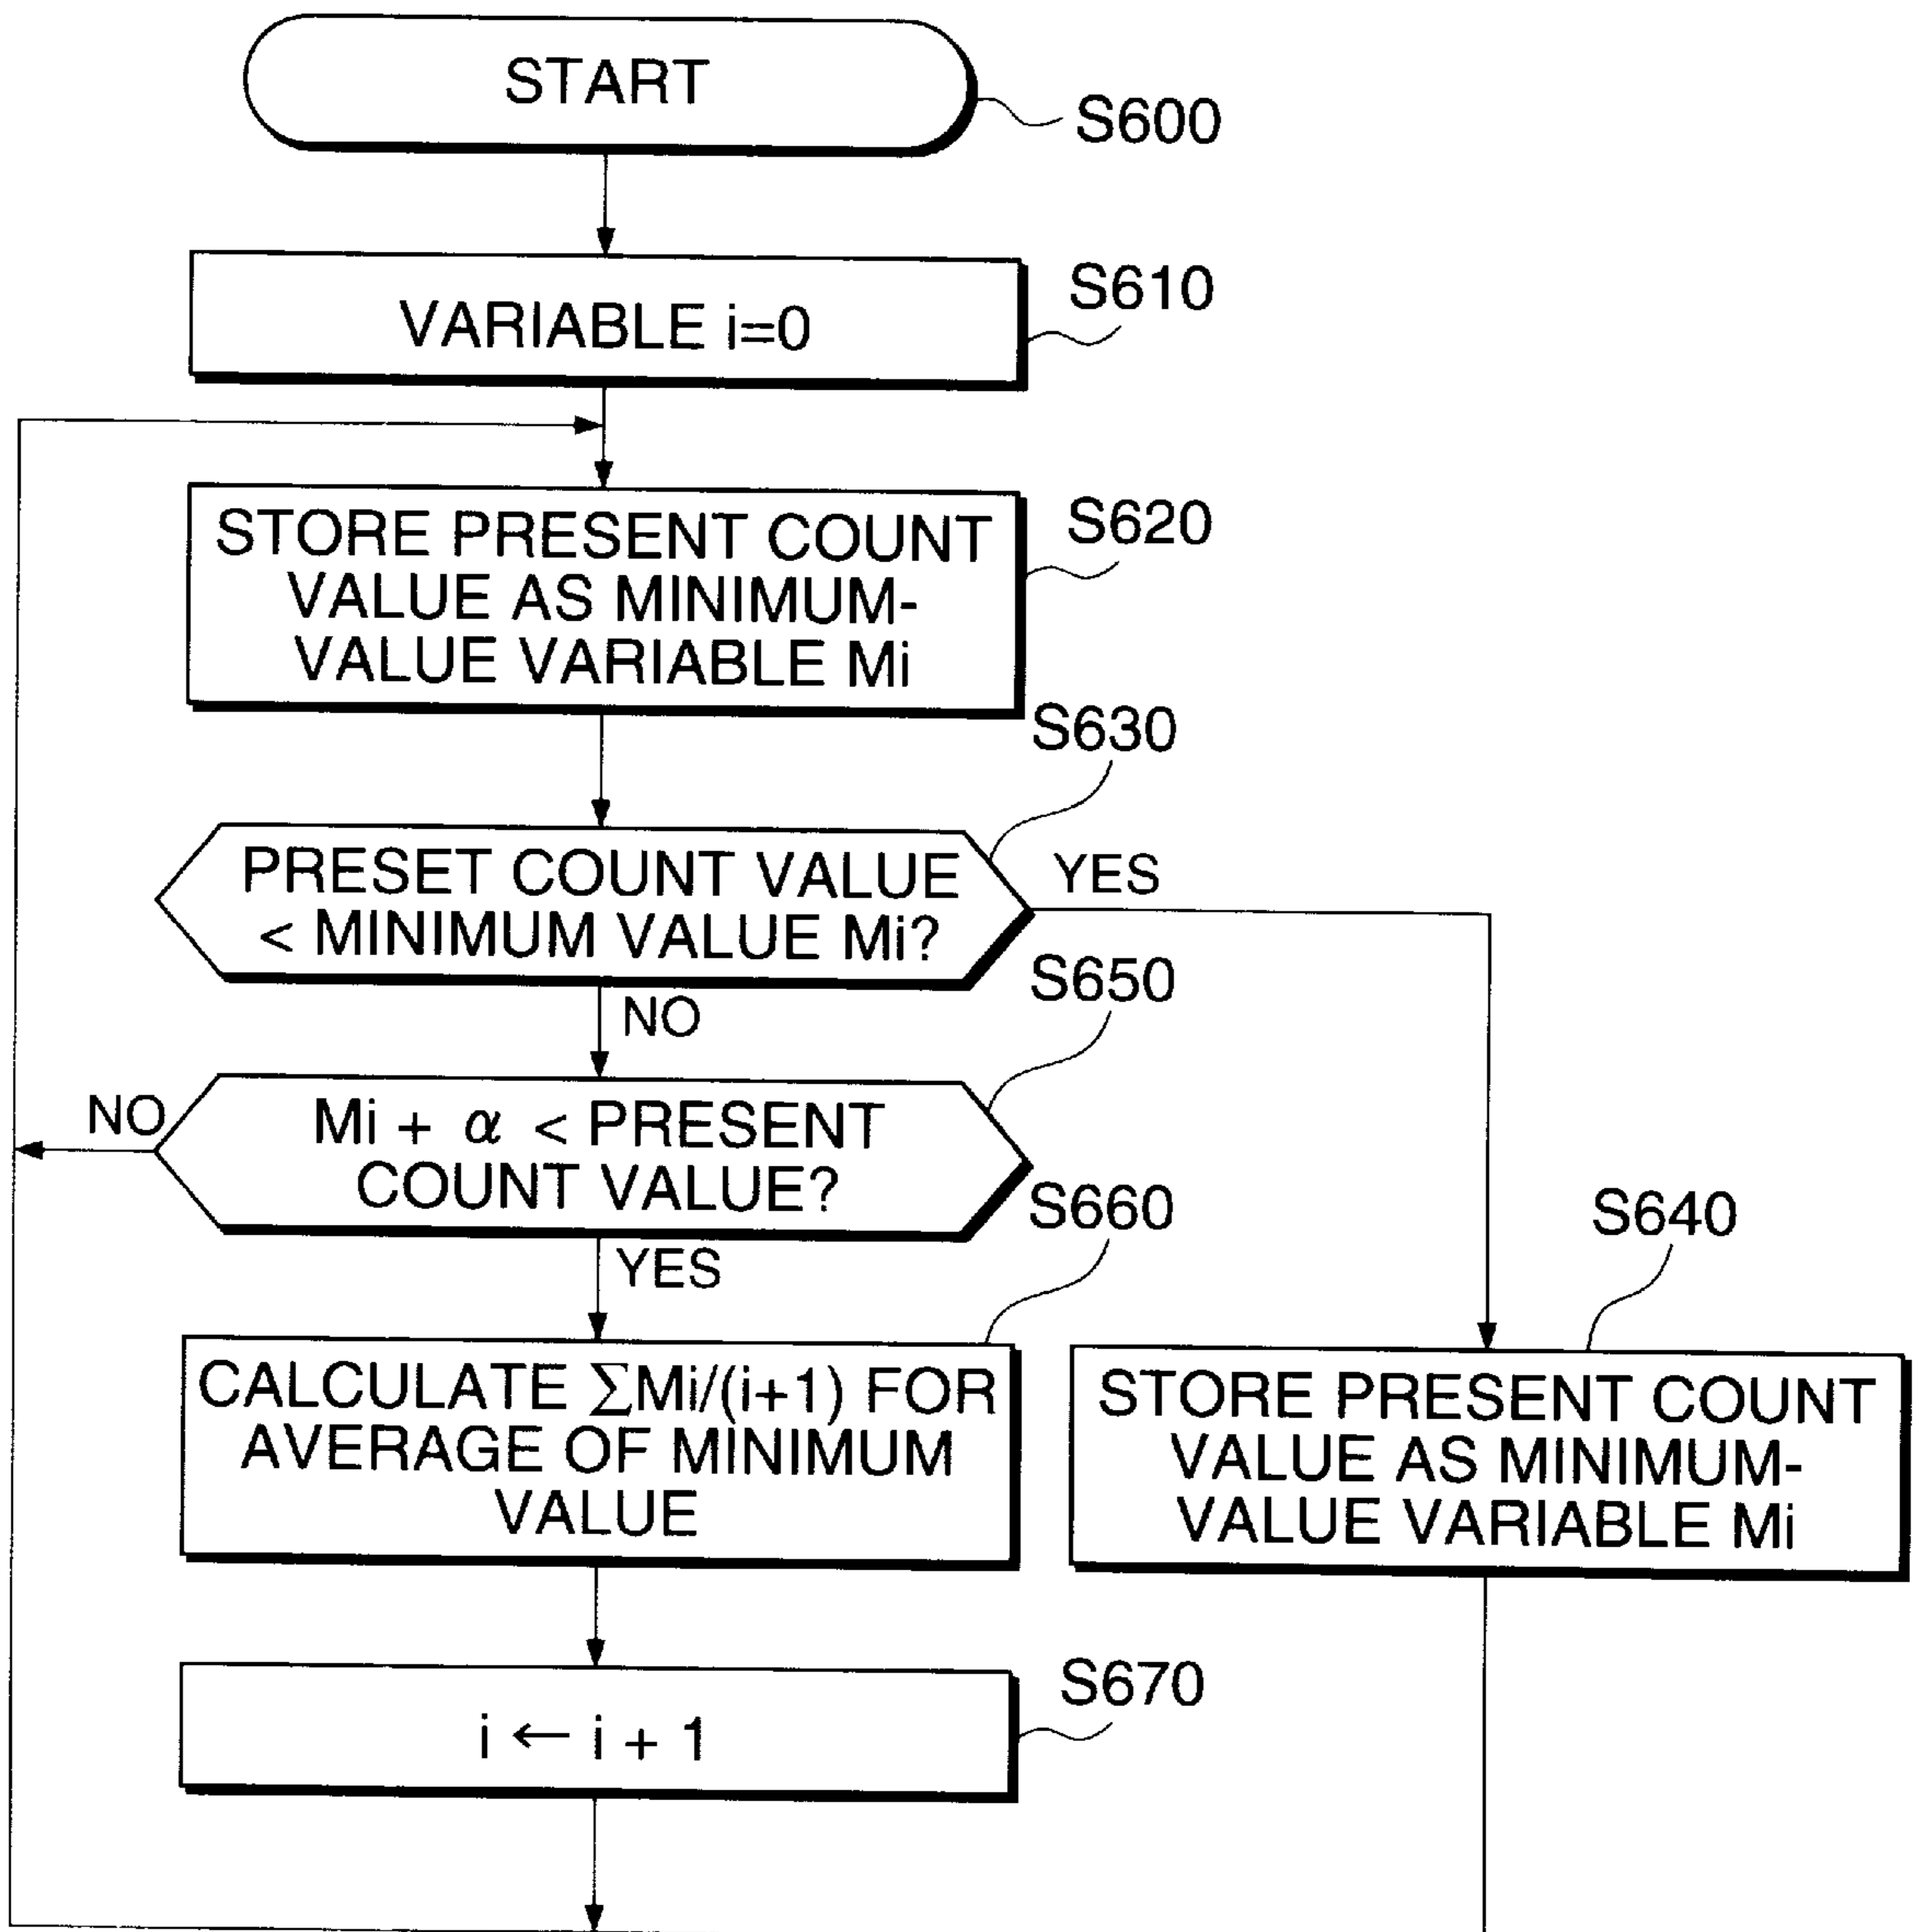 START
S600
VARIABLE i=0
S610
STORE PRESENT COUNT
VALUE AS MINIMUM-
VALUE VARIABLE Mi
S620
S630
PRESET COUNT VALUE
< MINIMUM VALUE Mi?
YES
NO
S650
Mi + α < PRESENT
COUNT VALUE?
NO
YES
S660
CALCULATE ΣMi/(i+1) FOR
AVERAGE OF MINIMUM
VALUE
S640
STORE PRESENT COUNT
VALUE AS MINIMUM-
VALUE VARIABLE Mi
i ← i + 1
S670